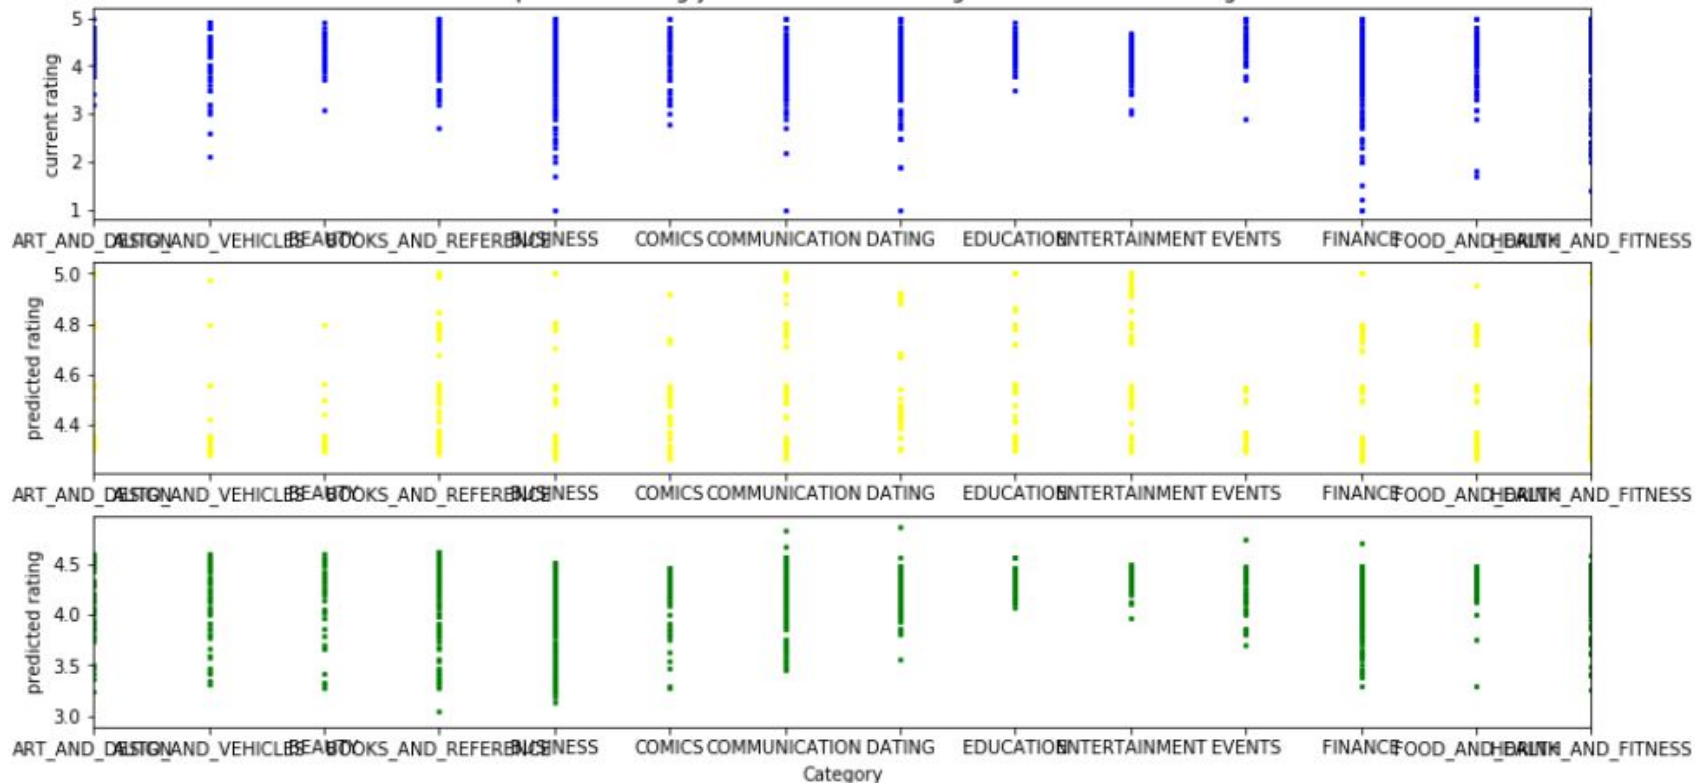 5
4
3
2
1
current rating
ART_AND_DESIGN AUTO_AND_VEHICLES BEAUTY BOOKS_AND_REFERENCE BUSINESS COMICS COMMUNICATION DATING EDUCATION ENTERTAINMENT EVENTS FINANCE FOOD_AND_DRINK HEALTH_AND_FITNESS
5.0
4.8
4.6
4.4
predicted rating
ART_AND_DESIGN AUTO_AND_VEHICLES BEAUTY BOOKS_AND_REFERENCE BUSINESS COMICS COMMUNICATION DATING EDUCATION ENTERTAINMENT EVENTS FINANCE FOOD_AND_DRINK HEALTH_AND_FITNESS
4.5
4.0
3.5
3.0
predicted rating
ART_AND_DESIGN AUTO_AND_VEHICLES BEAUTY BOOKS_AND_REFERENCE BUSINESS COMICS COMMUNICATION DATING EDUCATION ENTERTAINMENT EVENTS FINANCE FOOD_AND_DRINK HEALTH_AND_FITNESS
Category